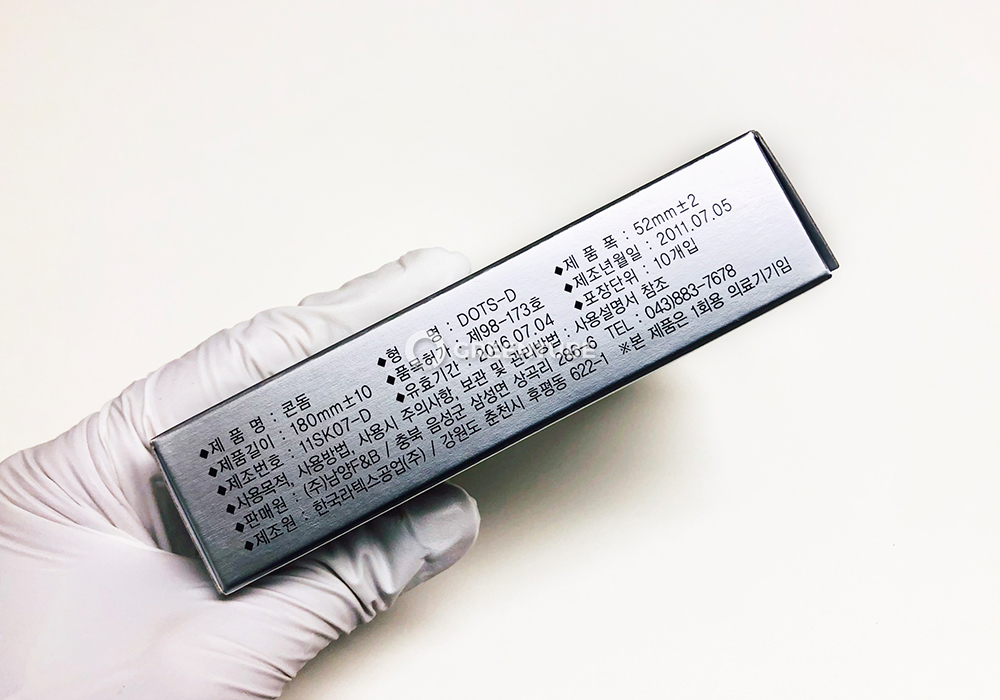 ◆제 품 명 : 콘돔 ◆형 명 : DOTS-D ◆제 품 폭 : 52mm±2
◆제품길이 : 180mm±10 ◆품목허가 : 제98-173호 ◆제조년월일 : 2011.07.05
◆제조번호 : 11SK07-D ◆유효기간 : 2016.07.04 ◆포장단위 : 10개입
◆사용목적, 사용방법, 사용시 주의사항, 보관 및 관리방법 : 사용설명서 참조
◆판매원 : (주)남양F&B / 충북 음성군 삼성면 상곡리 285-6 TEL : 043)883-7678
◆제조원 : 한국라텍스공업(주) / 강원도 춘천시 후평동 622-1 ※본 제품은 1회용 의료기기임